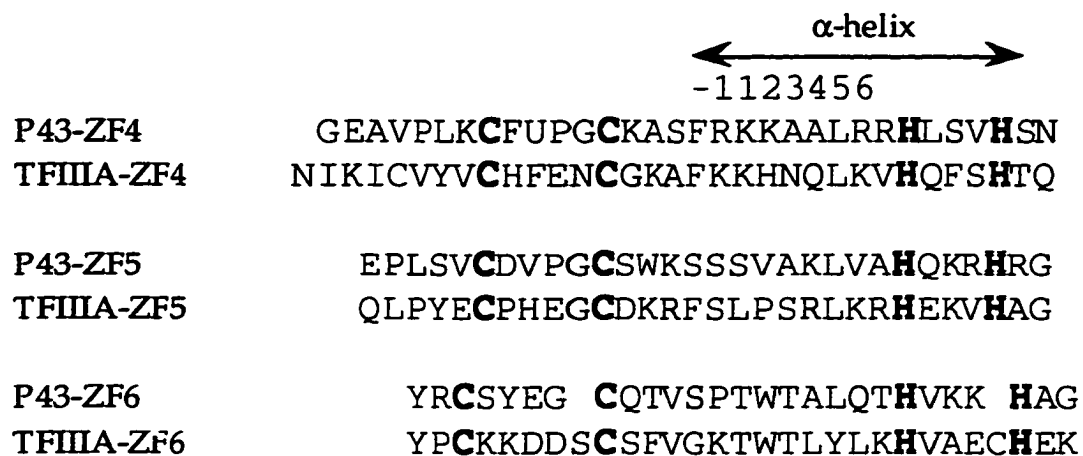 α-helix
-1123456
P43-ZF4 GEAVPLKCFUPGCKASFRKKAALRRHLSVHSN
TFIIIA-ZF4 NIKICVYVCHFENCGKAFKKHNQLKVHQFSHTQ
P43-ZF5 EPLSVCDVPGCSWKSSSVAKLVAHQKRHRG
TFIIIA-ZF5 QLPYECPHEGCDKRFSLPSRLKRHEKVHAG
P43-ZF6 YRCSYEG CQTVSPTWTALQTHVKK HAG
TFIIIA-ZF6 YPCKKDDSCSFVGKTWTLYLKHVAECHEK